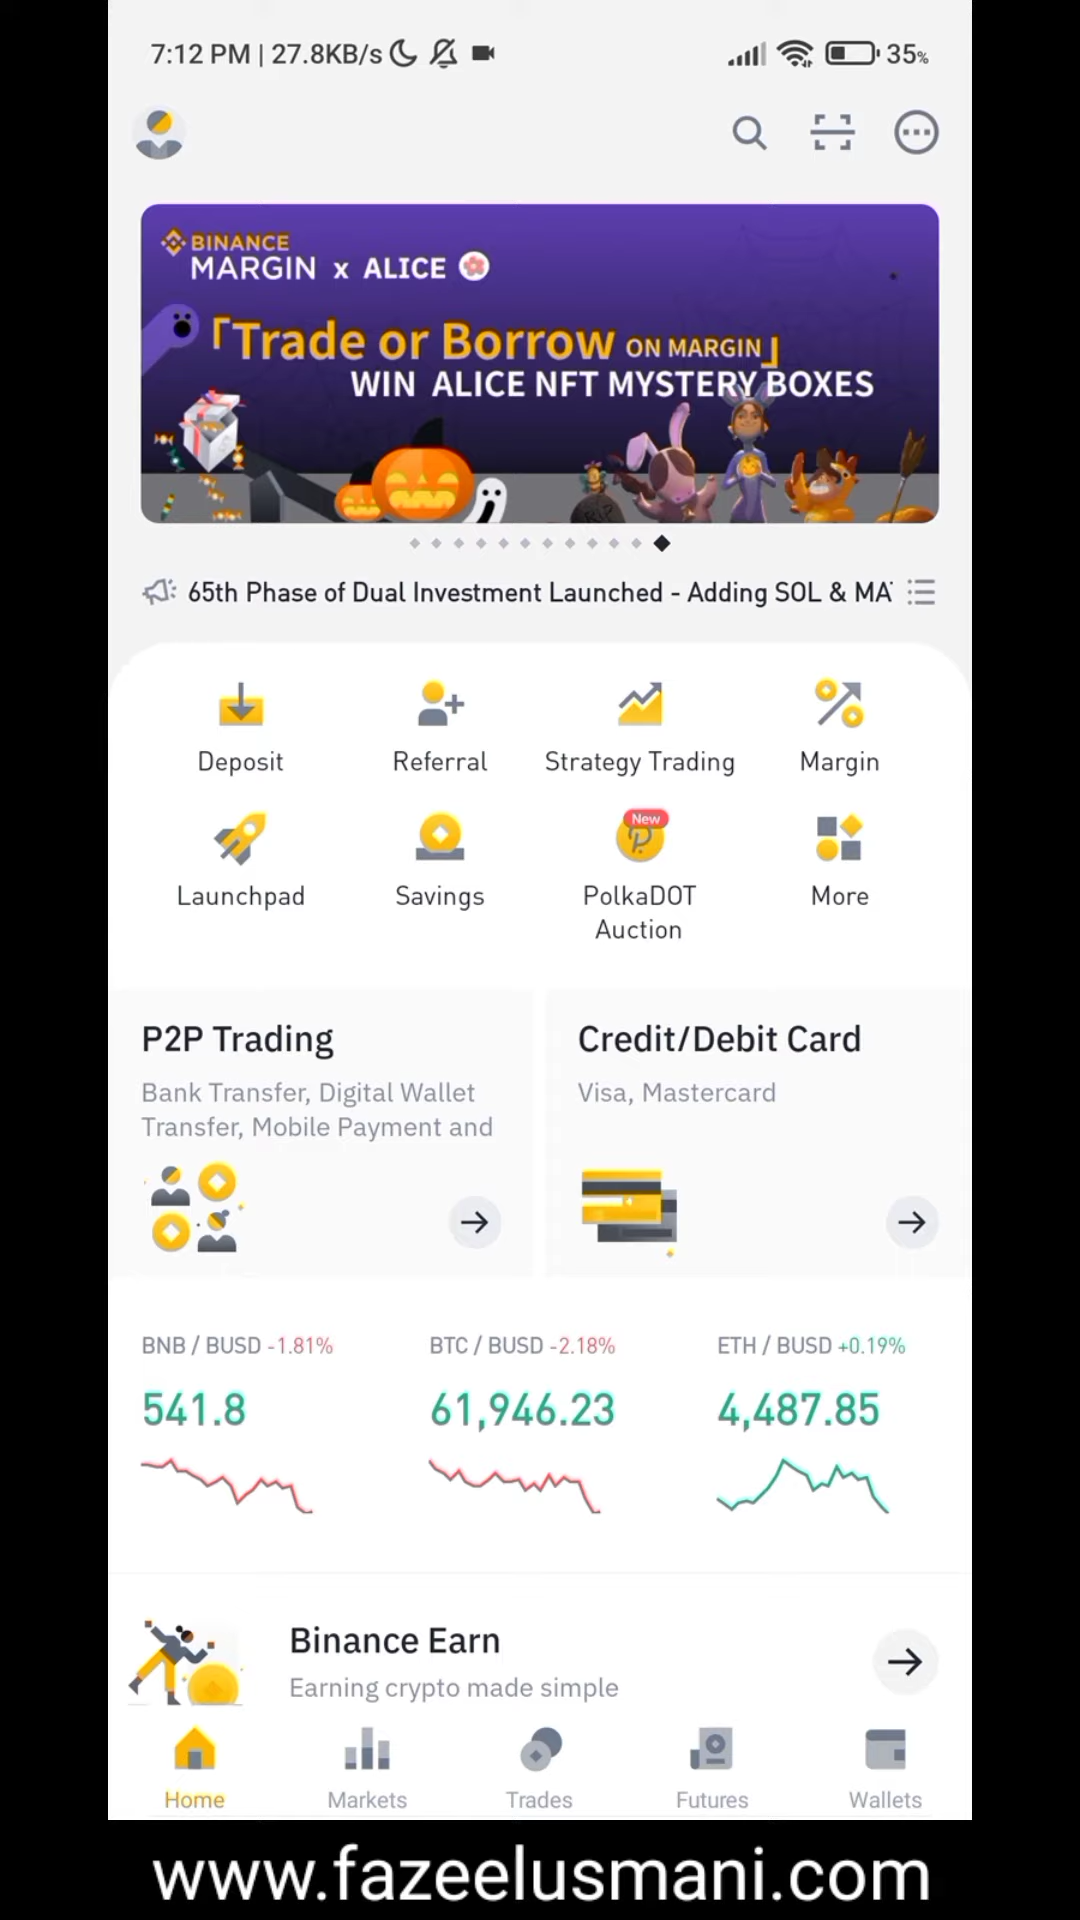 7:12 PM | 27.8KB/s
35%
BINANCE
MARGIN x ALICE
「Trade or Borrow ON MARGIN」
WIN ALICE NFT MYSTERY BOXES
RIP
65th Phase of Dual Investment Launched - Adding SOL & MA
Deposit
Referral
Strategy Trading
Margin
New
Launchpad
Savings
PolkaDOT
Auction
More
P2P Trading
Credit/Debit Card
Bank Transfer, Digital Wallet
Transfer, Mobile Payment and
Visa, Mastercard
BNB / BUSD -1.81%
BTC / BUSD -2.18%
ETH / BUSD +0.19%
541.8
61,946.23
4,487.85
Binance Earn
Earning crypto made simple
Home
Markets
Trades
Futures
Wallets
www.fazeelusmani.com